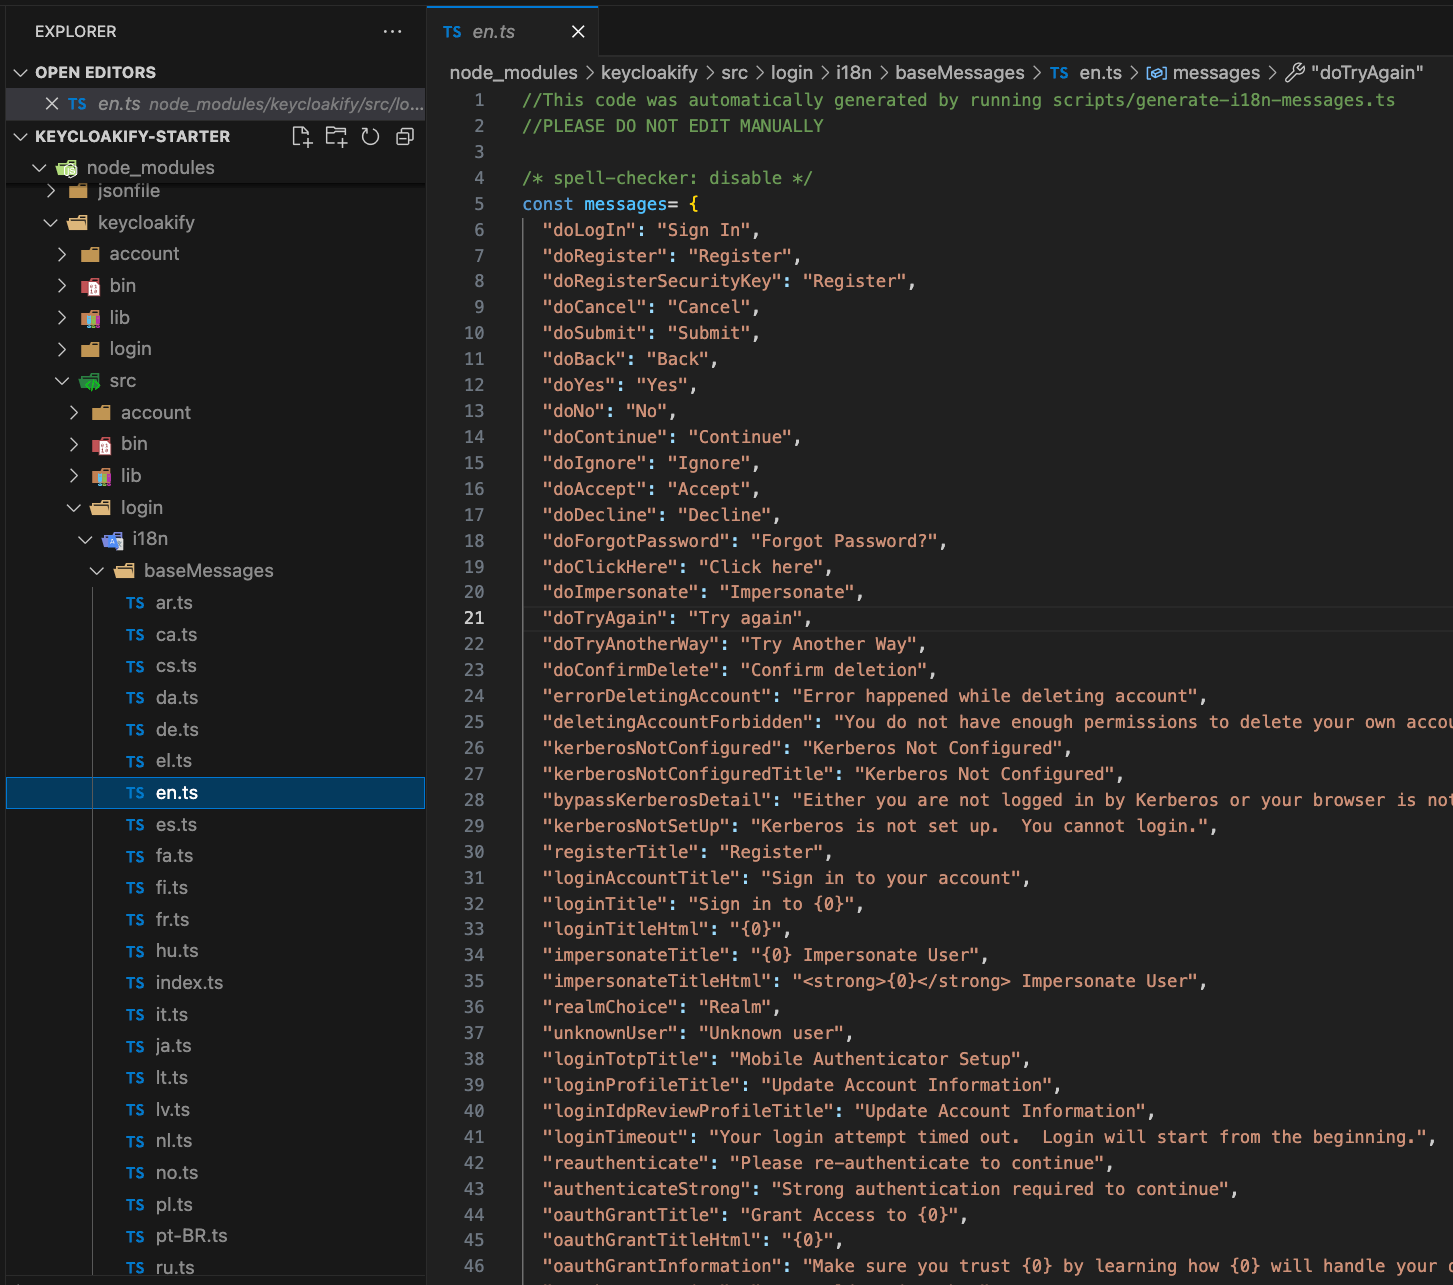 EXPLORER
OPEN EDITORS
TS en.ts node_modules/keycloakify/src/lo...
KEYCLOAKIFY-STARTER
node_modules
jsonfile
keycloakify
account
bin
lib
login
src
account
bin
lib
login
i18n
baseMessages
TS ar.ts
TS ca.ts
TS cs.ts
TS da.ts
TS de.ts
TS el.ts
TS en.ts
TS es.ts
TS fa.ts
TS fi.ts
TS fr.ts
TS hu.ts
TS index.ts
TS it.ts
TS ja.ts
TS lt.ts
TS lv.ts
TS nl.ts
TS no.ts
TS pl.ts
TS pt-BR.ts
TS ru.ts
TS en.ts
node_modules > keycloakify > src > login > i18n > baseMessages > TS en.ts > messages > "doTryAgain"
1 //This code was automatically generated by running scripts/generate-i18n-messages.ts
2 //PLEASE DO NOT EDIT MANUALLY
3
4 /* spell-checker: disable */
5 const messages= {
6 "doLogIn": "Sign In",
7 "doRegister": "Register",
8 "doRegisterSecurityKey": "Register",
9 "doCancel": "Cancel",
10 "doSubmit": "Submit",
11 "doBack": "Back",
12 "doYes": "Yes",
13 "doNo": "No",
14 "doContinue": "Continue",
15 "doIgnore": "Ignore",
16 "doAccept": "Accept",
17 "doDecline": "Decline",
18 "doForgotPassword": "Forgot Password?",
19 "doClickHere": "Click here",
20 "doImpersonate": "Impersonate",
21 "doTryAgain": "Try again",
22 "doTryAnotherWay": "Try Another Way",
23 "doConfirmDelete": "Confirm deletion",
24 "errorDeletingAccount": "Error happened while deleting account",
25 "deletingAccountForbidden": "You do not have enough permissions to delete your own accou
26 "kerberosNotConfigured": "Kerberos Not Configured",
27 "kerberosNotConfiguredTitle": "Kerberos Not Configured",
28 "bypassKerberosDetail": "Either you are not logged in by Kerberos or your browser is not
29 "kerberosNotSetUp": "Kerberos is not set up.  You cannot login.",
30 "registerTitle": "Register",
31 "loginAccountTitle": "Sign in to your account",
32 "loginTitle": "Sign in to {0}",
33 "loginTitleHtml": "{0}",
34 "impersonateTitle": "{0} Impersonate User",
35 "impersonateTitleHtml": "<strong>{0}</strong> Impersonate User",
36 "realmChoice": "Realm",
37 "unknownUser": "Unknown user",
38 "loginTotpTitle": "Mobile Authenticator Setup",
39 "loginProfileTitle": "Update Account Information",
40 "loginIdpReviewProfileTitle": "Update Account Information",
41 "loginTimeout": "Your login attempt timed out.  Login will start from the beginning.",
42 "reauthenticate": "Please re-authenticate to continue",
43 "authenticateStrong": "Strong authentication required to continue",
44 "oauthGrantTitle": "Grant Access to {0}",
45 "oauthGrantTitleHtml": "{0}",
46 "oauthGrantInformation": "Make sure you trust {0} by learning how {0} will handle your